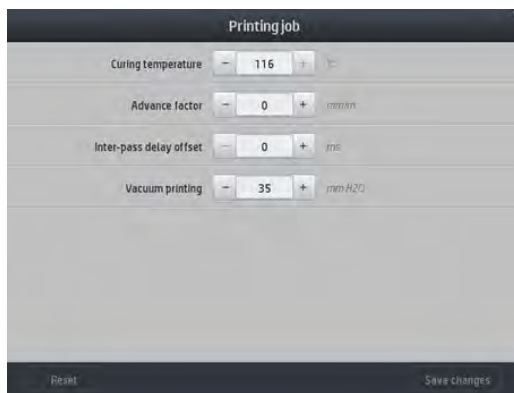 Printing job
Curing temperature − 116 + °C
Advance factor − 0 + mm/m
Inter-pass delay offset − 0 + ms
Vacuum printing − 35 + mm H2O
Reset Save changes